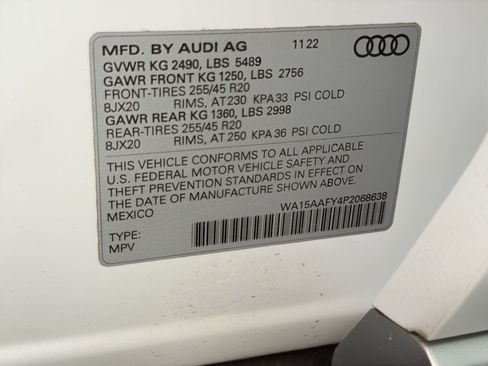 MFD. BY AUDI AG 11 22
GVWR KG 2490, LBS 5489
GAWR FRONT KG 1250, LBS 2756
FRONT-TIRES 255/45 R20
8JX20 RIMS, AT 230 KPA 33 PSI COLD
GAWR REAR KG 1360, LBS 2998
REAR-TIRES 255/45 R20
8JX20 RIMS, AT 250 KPA 36 PSI COLD
THIS VEHICLE CONFORMS TO ALL APPLICABLE
U.S. FEDERAL MOTOR VEHICLE SAFETY AND
THEFT PREVENTION STANDARDS IN EFFECT ON
THE DATE OF MANUFACTURE SHOWN ABOVE.
MEXICO
WA15AAFY4P2068638
TYPE:
MPV